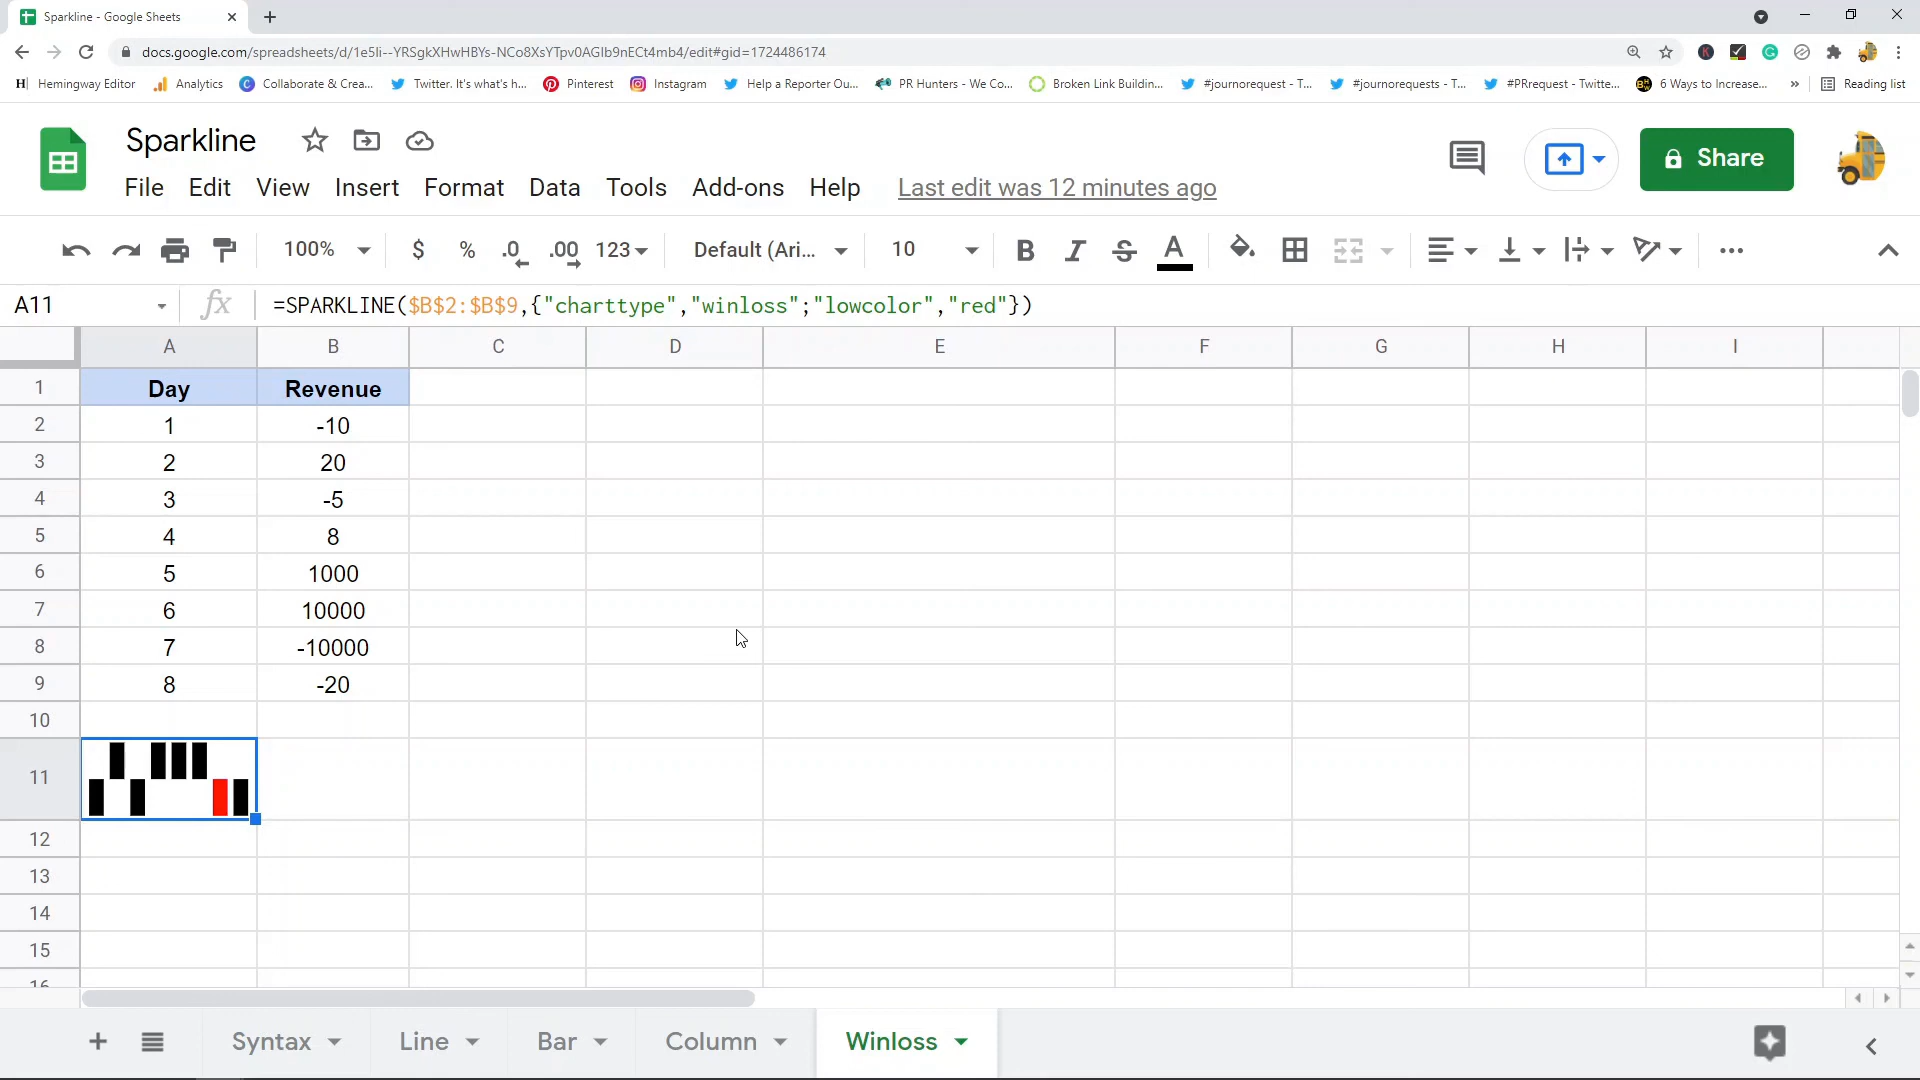 Sparkline - Google Sheets
docs.google.com/spreadsheets/d/1e5li--YRSgkXHwHBYs-NCo8XsYTpv0AGlb9nECt4mb4/edit#gid=1724486174
Hemingway Editor Analytics Collaborate & Crea... Twitter. It's what's h... Pinterest Instagram Help a Reporter Ou... PR Hunters - We Co... Broken Link Building... #journorequest - T... #journorequests - T... #PRrequest - Twitte... 6 Ways to Increase... » Reading list
Sparkline
Share
File Edit View Insert Format Data Tools Add-ons Help Last edit was 12 minutes ago
100% $ % .0 .00 123 Default (Ari... 10 B I S A
A11 fx =SPARKLINE($B$2:$B$9,{"charttype","winloss";"lowcolor","red"})
A B C D E F G H I
1 Day Revenue
2 1 -10
3 2 20
4 3 -5
5 4 8
6 5 1000
7 6 10000
8 7 -10000
9 8 -20
10
11
12
13
14
15
16
Syntax Line Bar Column Winloss